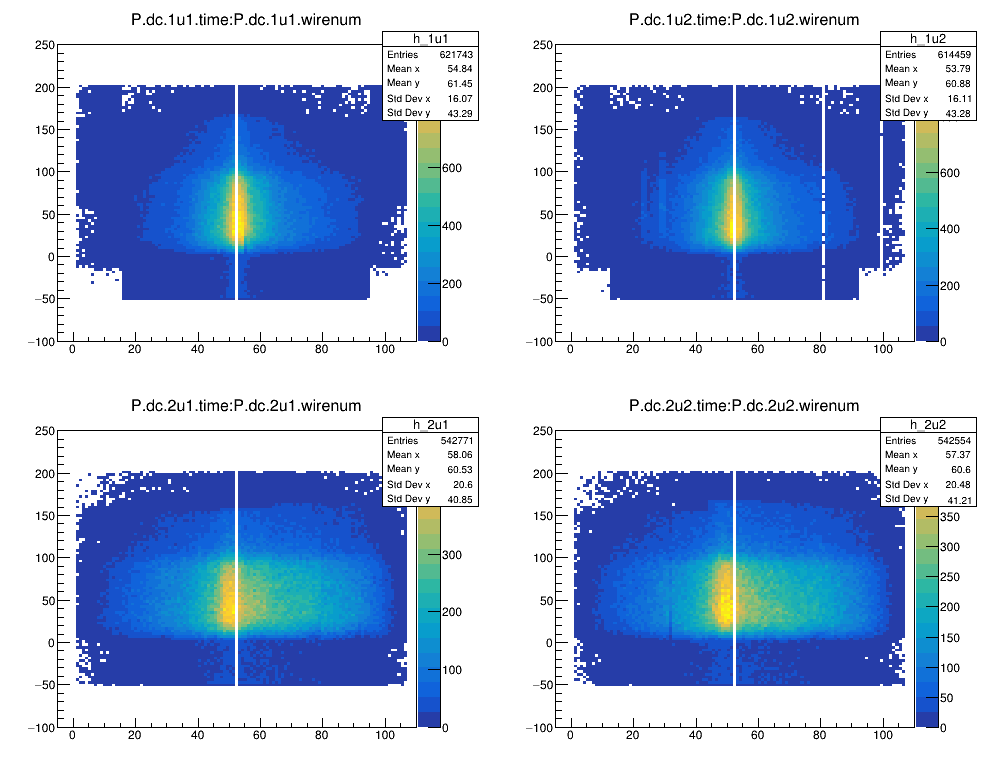 P.dc.1u1.time:P.dc.1u1.wirenum
h_1u1
Entries 621743
Mean x 54.84
Mean y 61.45
Std Dev x 16.07
Std Dev y 43.29
250
200
150
100
50
0
−50
−100
0 20 40 60 80 100
600
400
200
0
P.dc.1u2.time:P.dc.1u2.wirenum
h_1u2
Entries 614459
Mean x 53.79
Mean y 60.88
Std Dev x 16.11
Std Dev y 43.28
250
200
150
100
50
0
−50
−100
0 20 40 60 80 100
600
400
200
0
P.dc.2u1.time:P.dc.2u1.wirenum
h_2u1
Entries 542771
Mean x 58.06
Mean y 60.53
Std Dev x 20.6
Std Dev y 40.85
250
200
150
100
50
0
−50
−100
0 20 40 60 80 100
300
200
100
0
P.dc.2u2.time:P.dc.2u2.wirenum
h_2u2
Entries 542554
Mean x 57.37
Mean y 60.6
Std Dev x 20.48
Std Dev y 41.21
250
200
150
100
50
0
−50
−100
0 20 40 60 80 100
350
300
250
200
150
100
50
0